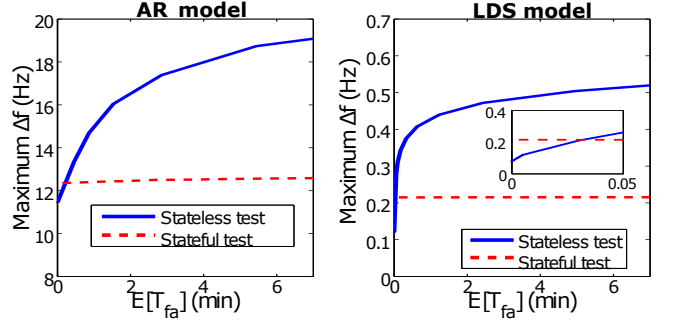 AR model
Maximum Δf (Hz)
20
18
16
14
12
10
8
0
2
4
6
E[T_fa] (min)
Stateless test
Stateful test
LDS model
Maximum Δf (Hz)
0.7
0.6
0.5
0.4
0.3
0.2
0.1
0
0
2
4
6
E[T_fa] (min)
0.4
0.2
0
0
0.05
Stateless test
Stateful test